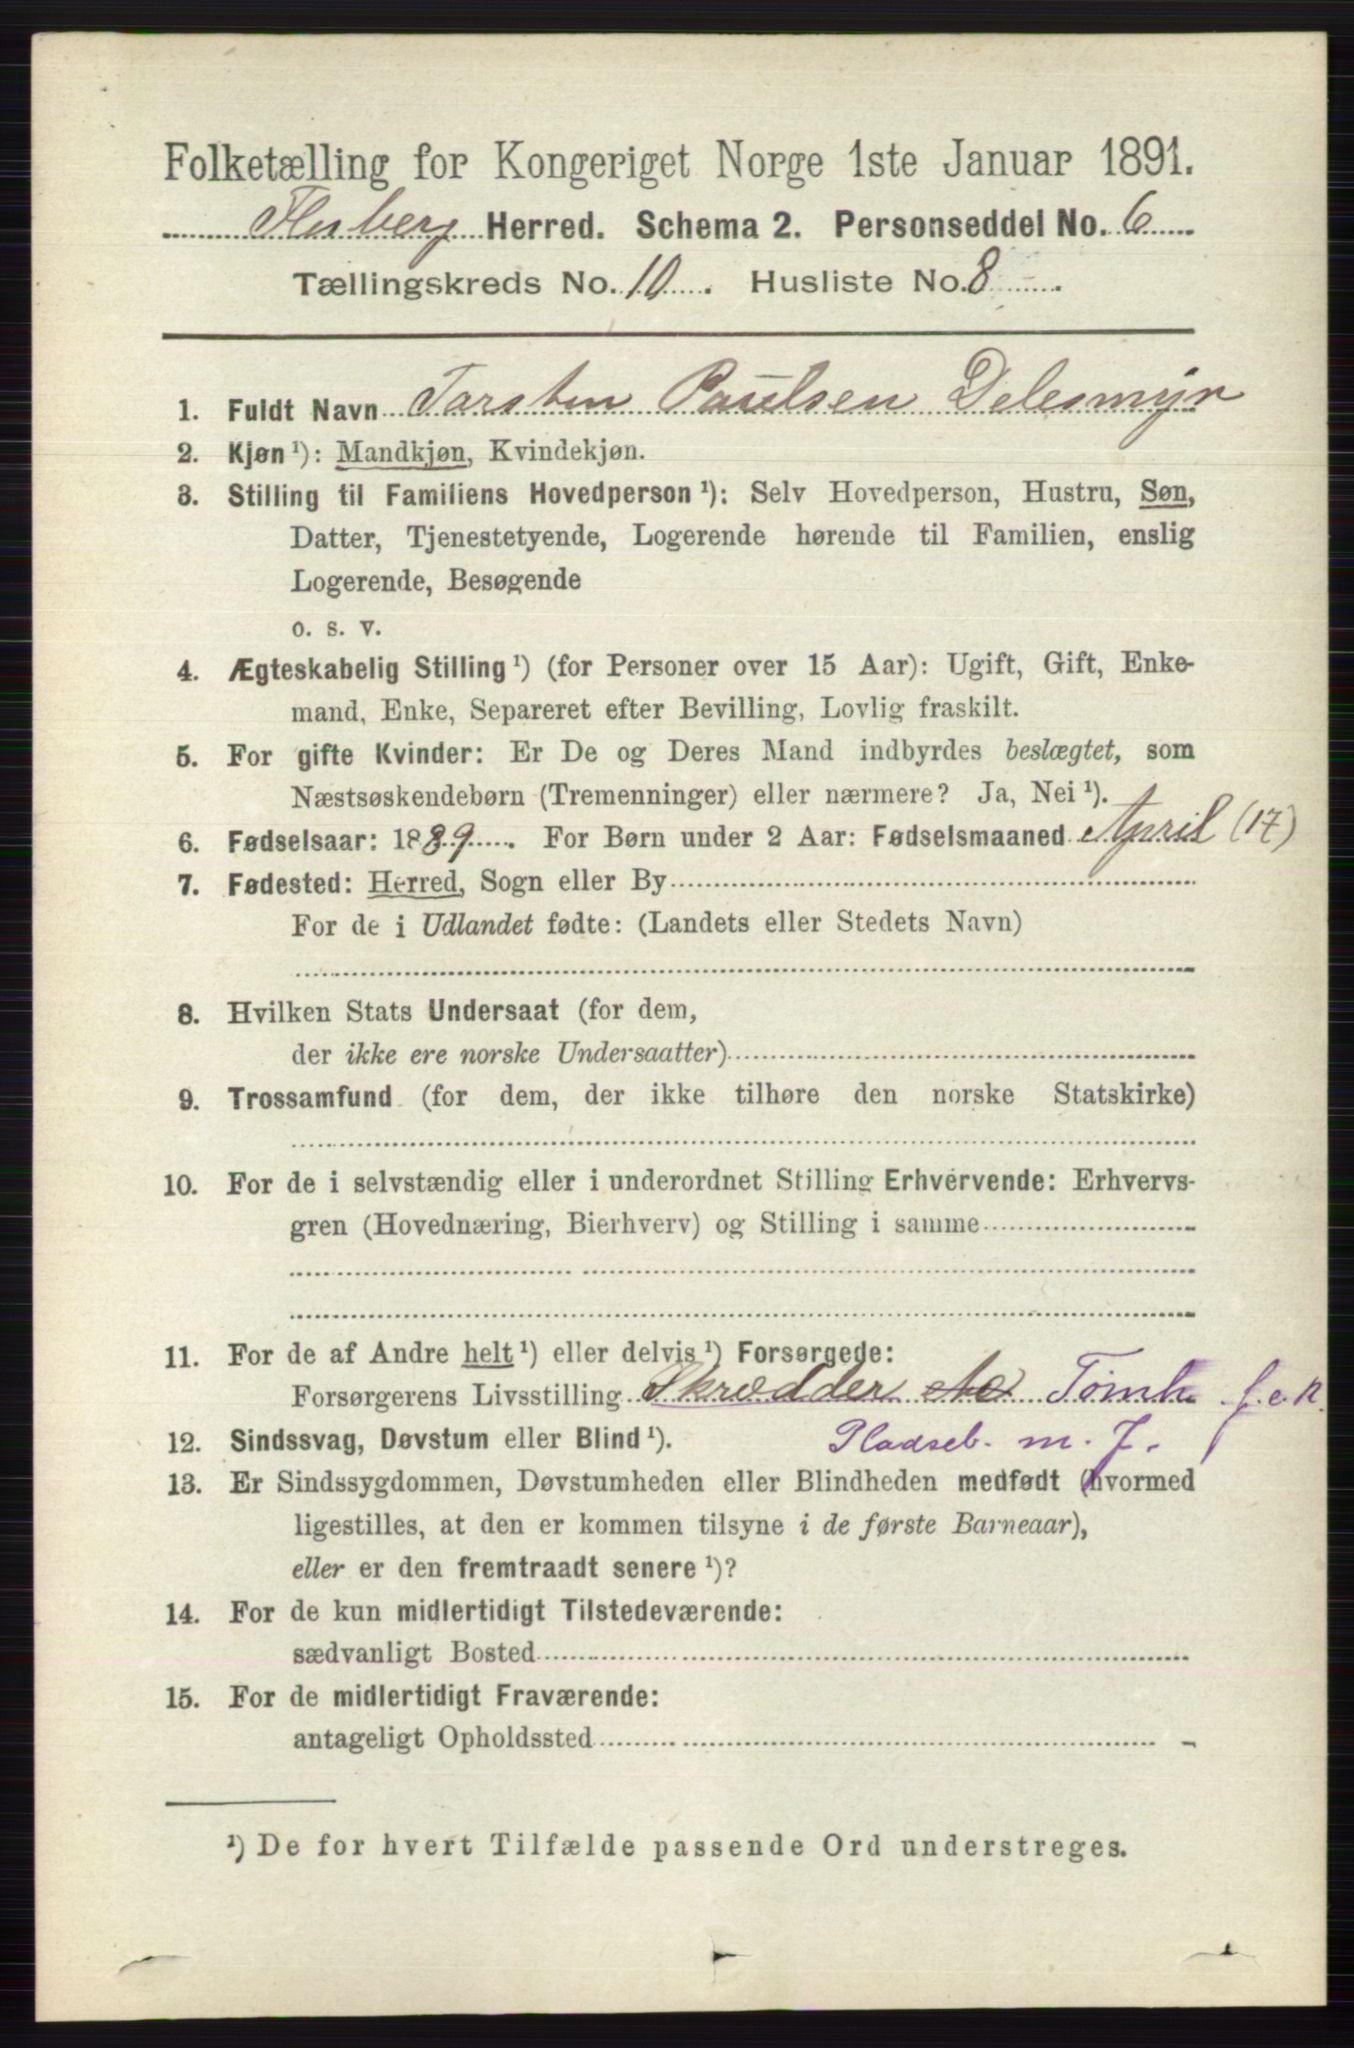 Folketælling for Kongeriget Norge 1ste Januar 1891.
Fluberg Herred. Schema 2. Personseddel No. 6
Tællingskreds No. 10. Husliste No. 8
1. Fuldt Navn Torsten Paulsen Delesmyr
2. Kjøn ¹): Mandkjøn, Kvindekjøn.
3. Stilling til Familiens Hovedperson ¹): Selv Hovedperson, Hustru, Søn,
Datter, Tjenestetyende, Logerende hørende til Familien, enslig
Logerende, Besøgende
o. s. v.
4. Ægteskabelig Stilling ¹) (for Personer over 15 Aar): Ugift, Gift, Enke-
mand, Enke, Separeret efter Bevilling, Lovlig fraskilt.
5. For gifte Kvinder: Er De og Deres Mand indbyrdes beslægtet, som
Næstsøskendebørn (Tremenninger) eller nærmere? Ja, Nei ¹).
6. Fødselsaar: 1889. For Børn under 2 Aar: Fødselsmaaned April (17)
7. Fødested: Herred, Sogn eller By
For de i Udlandet fødte: (Landets eller Stedets Navn)
8. Hvilken Stats Undersaat (for dem,
der ikke ere norske Undersaatter)
9. Trossamfund (for dem, der ikke tilhøre den norske Statskirke)
10. For de i selvstændig eller i underordnet Stilling Erhvervende: Erhvervs-
gren (Hovednæring, Bierhverv) og Stilling i samme
11. For de af Andre helt ¹) eller delvis ¹) Forsørgede:
Forsørgerens Livsstilling Skrædder Tømh. f.e.R.
12. Sindssvag, Døvstum eller Blind ¹). Pladseb. m. J.
13. Er Sindssygdommen, Døvstumheden eller Blindheden medfødt (hvormed
ligestilles, at den er kommen tilsyne i de første Barneaar),
eller er den fremtraadt senere ¹)?
14. For de kun midlertidigt Tilstedeværende:
sædvanligt Bosted
15. For de midlertidigt Fraværende:
antageligt Opholdssted
¹) De for hvert Tilfælde passende Ord understreges.